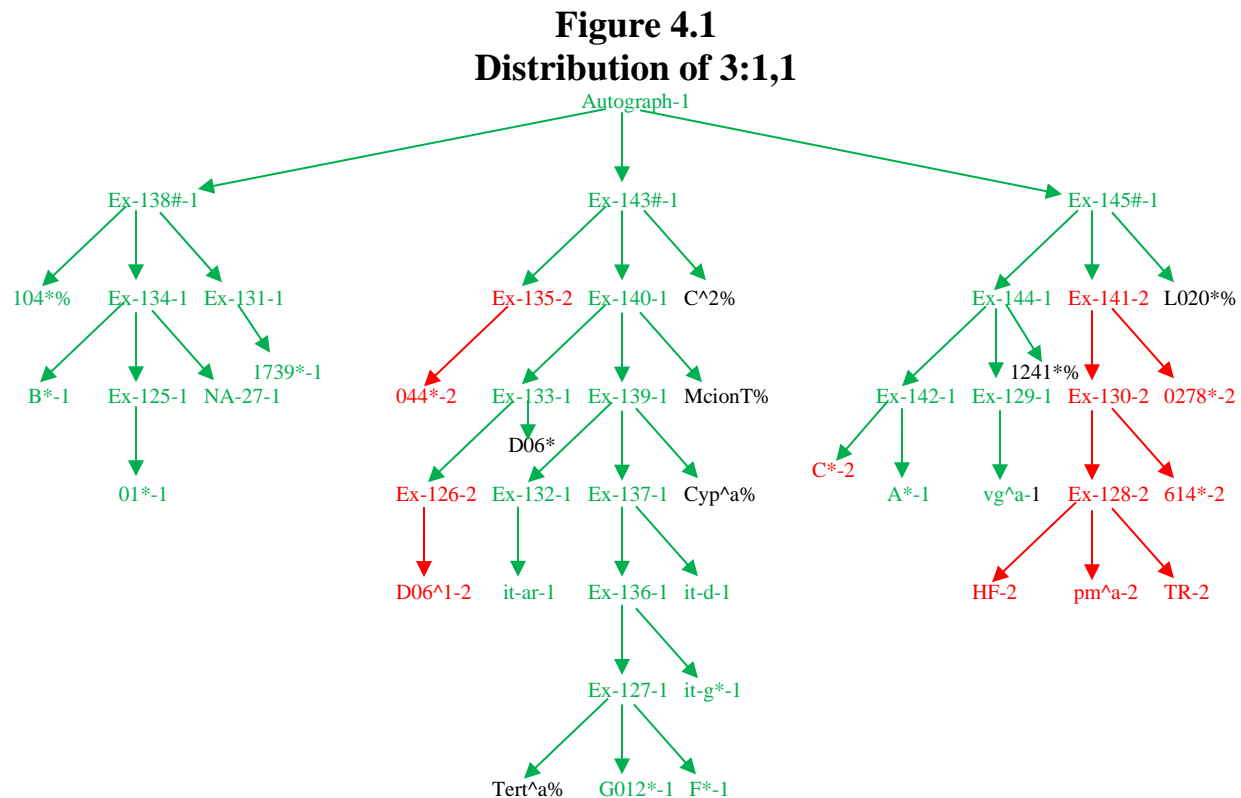 Figure 4.1
Distribution of 3:1,1
Autograph-1
Ex-138#-1 Ex-143#-1 Ex-145#-1
104*% Ex-134-1 Ex-131-1 Ex-135-2 Ex-140-1 C^2% Ex-144-1 Ex-141-2 L020*%
1739*-1 1241*%
B*-1 Ex-125-1 NA-27-1 044*-2 Ex-133-1 Ex-139-1 McionT% Ex-142-1 Ex-129-1 Ex-130-2 0278*-2
D06*
C*-2
01*-1 Ex-126-2 Ex-132-1 Ex-137-1 Cyp^a% A*-1 vg^a-1 Ex-128-2 614*-2
D06^1-2 it-ar-1 Ex-136-1 it-d-1 HF-2 pm^a-2 TR-2
Ex-127-1 it-g*-1
Tert^a% G012*-1 F*-1